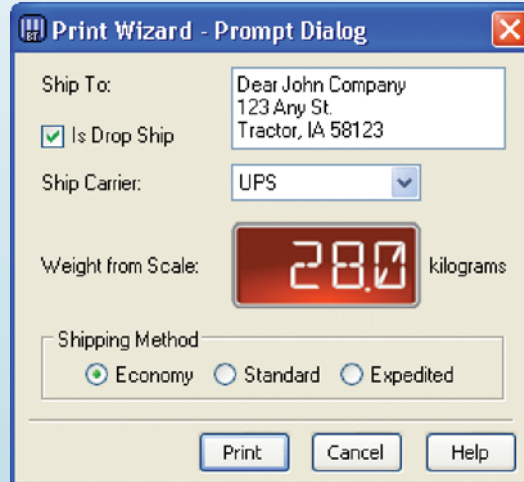 BT
Print Wizard - Prompt Dialog
Ship To:
Dear John Company
123 Any St.
Tractor, IA 58123
Is Drop Ship
Ship Carrier:
UPS
Weight from Scale:
28.0
kilograms
Shipping Method
Economy
Standard
Expedited
Print
Cancel
Help